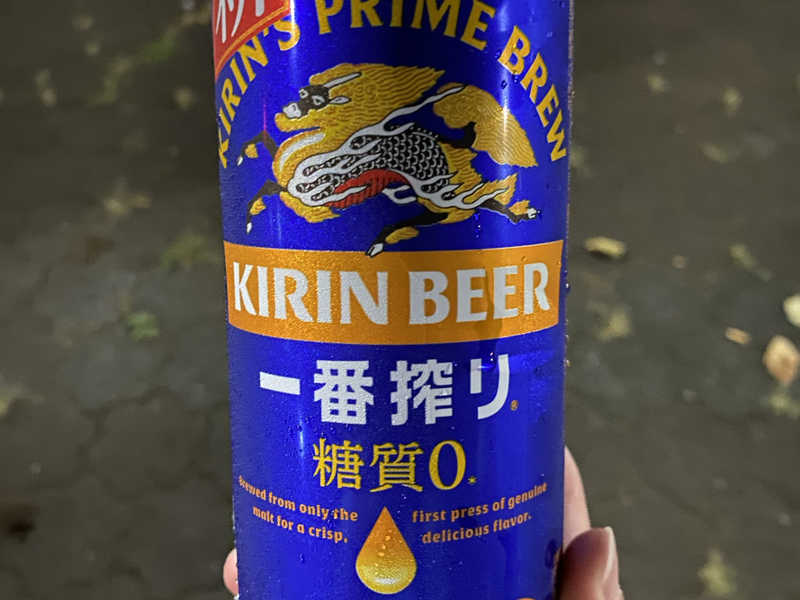 KIRIN'S PRIME BREW
KIRIN BEER
一番搾り®
糖質0*
Brewed from only the
malt for a crisp,
first press of genuine
delicious flavor.